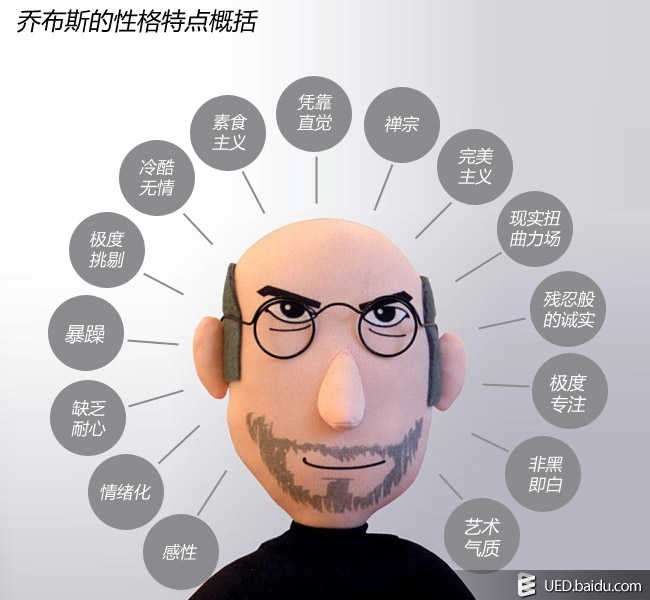 乔布斯的性格特点概括
凭靠
直觉
素食
主义
禅宗
冷酷
无情
完美
主义
极度
挑剔
现实扭
曲力场
暴躁
残忍般
的诚实
缺乏
耐心
极度
专注
情绪化
非黑
即白
感性
艺术
气质
UED.baidu.com